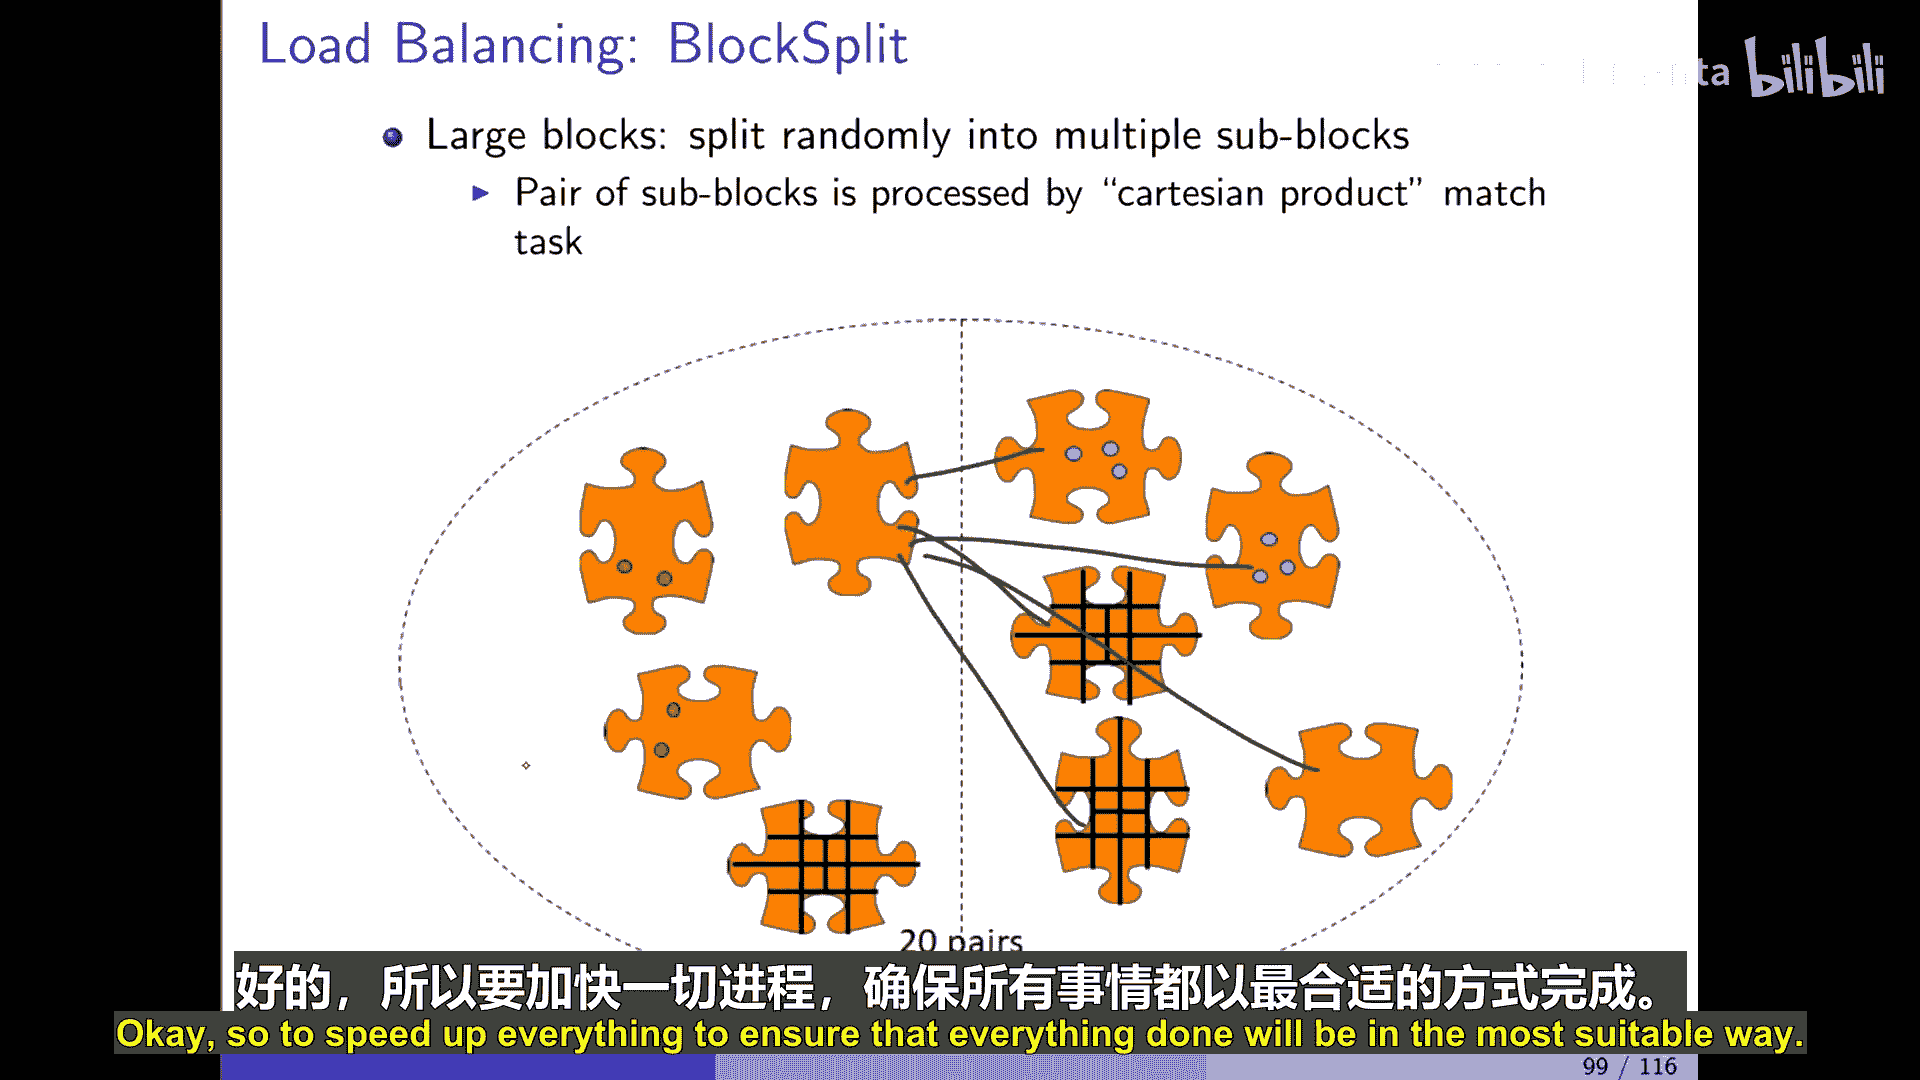 Load Balancing: BlockSplit
ta bilibili
Large blocks: split randomly into multiple sub-blocks
Pair of sub-blocks is processed by “cartesian product” match
task
20 pairs
好的，所以要加快一切进程，确保所有事情都以最合适的方式完成。
Okay, so to speed up everything to ensure that everything done will be in the most suitable way.
99 / 116